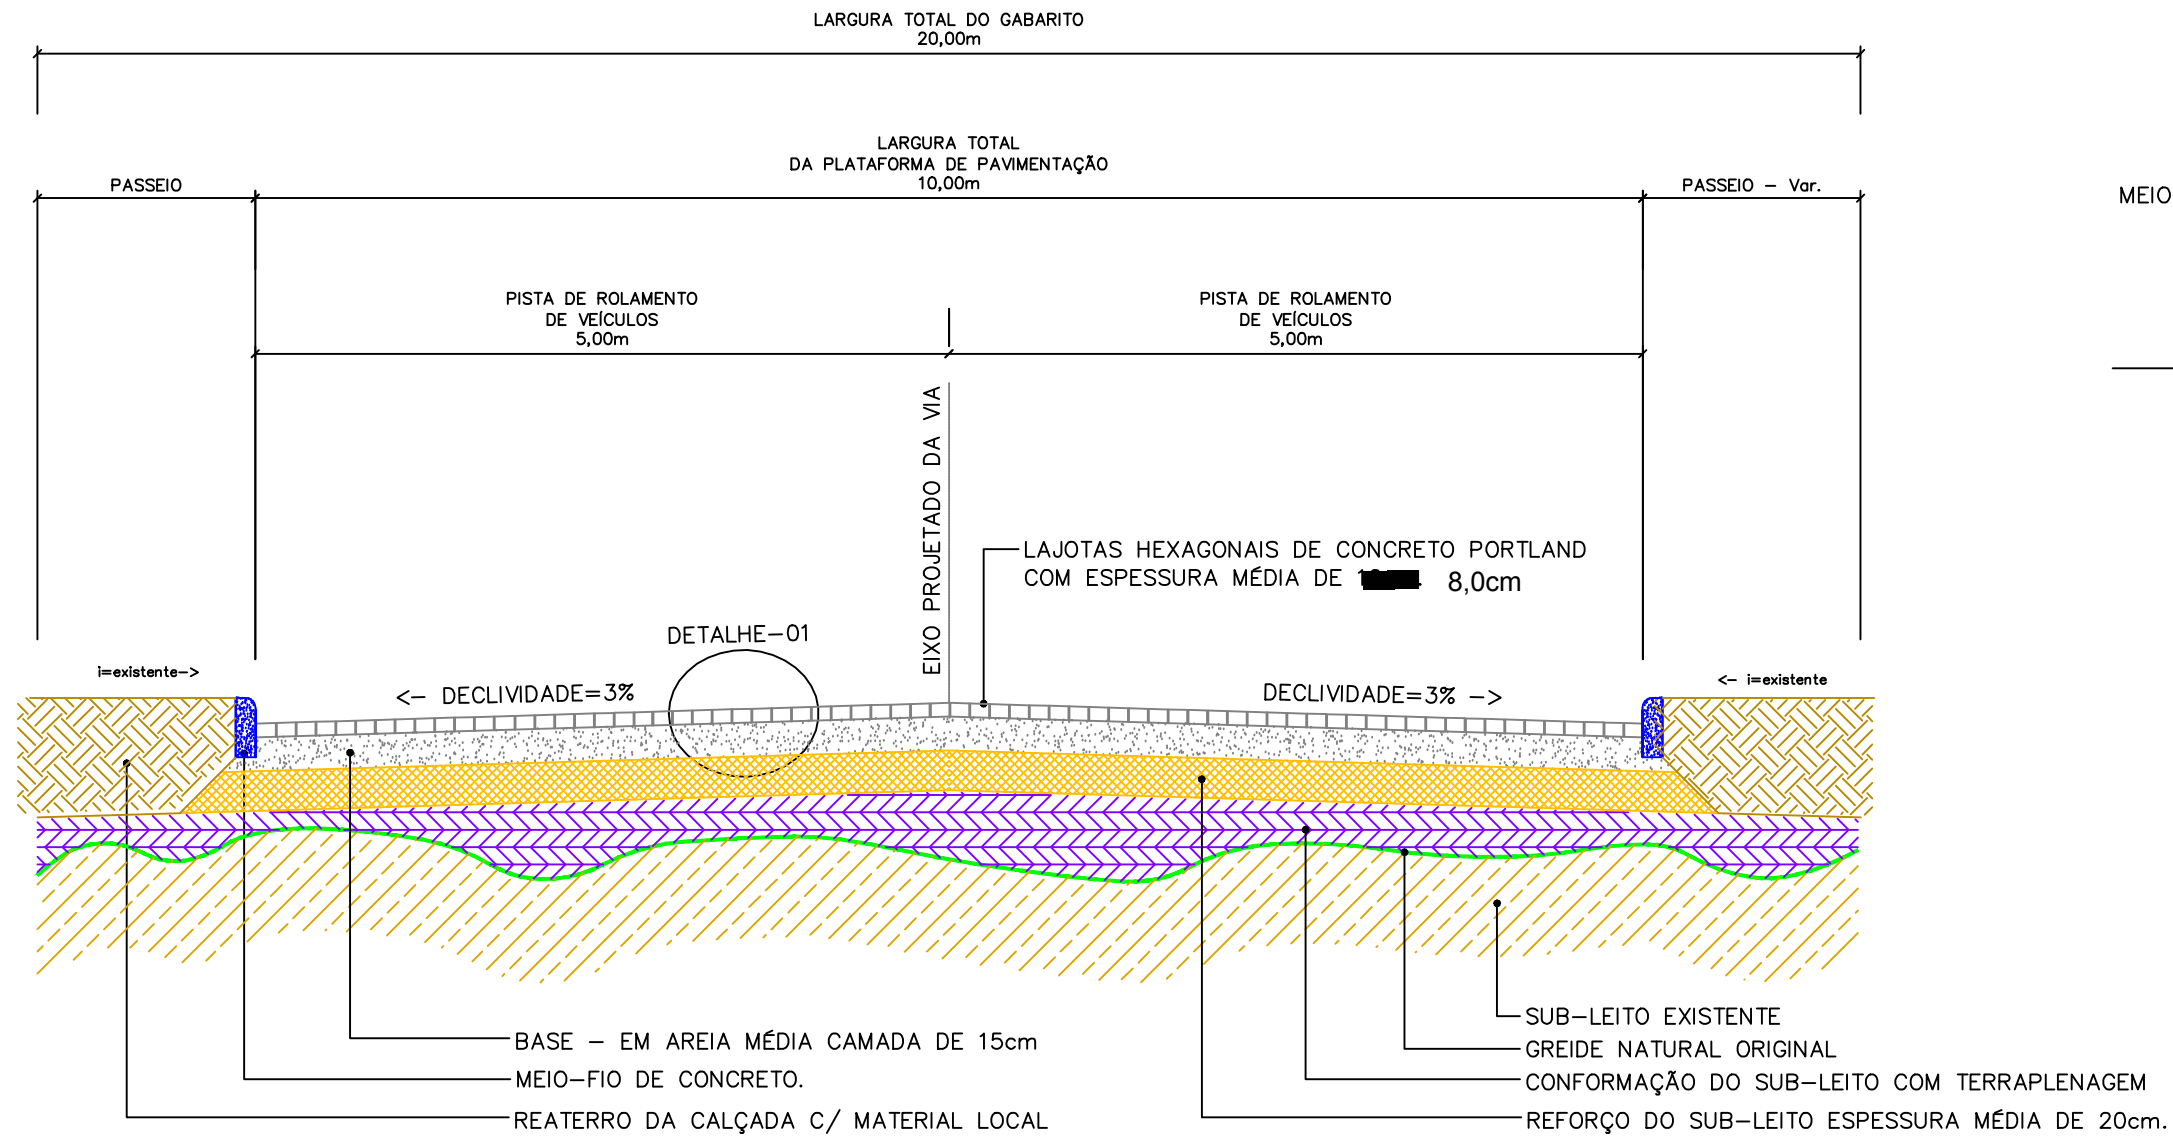 LARGURA TOTAL DO GABARITO
20,00m
LARGURA TOTAL
DA PLATAFORMA DE PAVIMENTAÇÃO
10,00m
PASSEIO
PASSEIO - Var.
MEIO
PISTA DE ROLAMENTO
DE VEÍCULOS
5,00m
PISTA DE ROLAMENTO
DE VEÍCULOS
5,00m
EIXO PROJETADO DA VIA
LAJOTAS HEXAGONAIS DE CONCRETO PORTLAND
COM ESPESSURA MÉDIA DE 8,0cm
DETALHE-01
i=existente->
<- DECLIVIDADE=3%
DECLIVIDADE=3% ->
<- i=existente
BASE - EM AREIA MÉDIA CAMADA DE 15cm
MEIO-FIO DE CONCRETO.
REATERRO DA CALÇADA C/ MATERIAL LOCAL
SUB-LEITO EXISTENTE
GREIDE NATURAL ORIGINAL
CONFORMAÇÃO DO SUB-LEITO COM TERRAPLENAGEM
REFORÇO DO SUB-LEITO ESPESSURA MÉDIA DE 20cm.